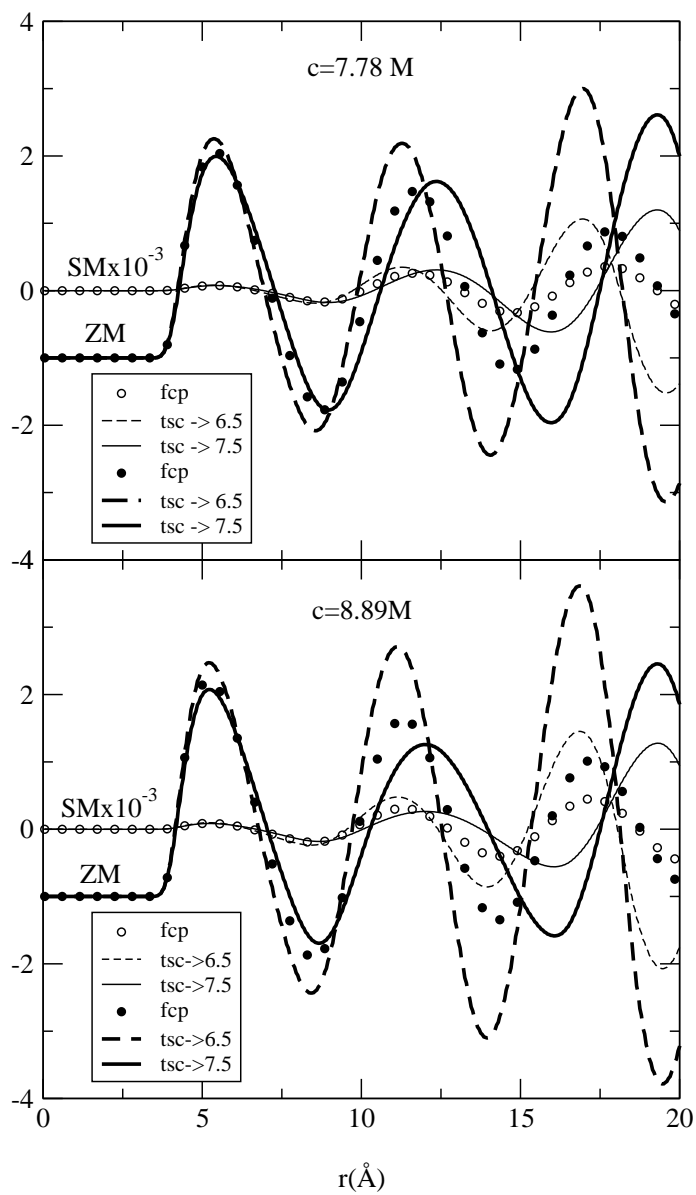 4
c=7.78 M
2
SMx10^-3
0
ZM
fcp
tsc -> 6.5
tsc -> 7.5
fcp
tsc -> 6.5
tsc -> 7.5
-2
-4
4
c=8.89M
2
SMx10^-3
0
ZM
fcp
tsc->6.5
tsc->7.5
fcp
tsc->6.5
tsc->7.5
-2
-4
0 5 10 15 20
r(Å)